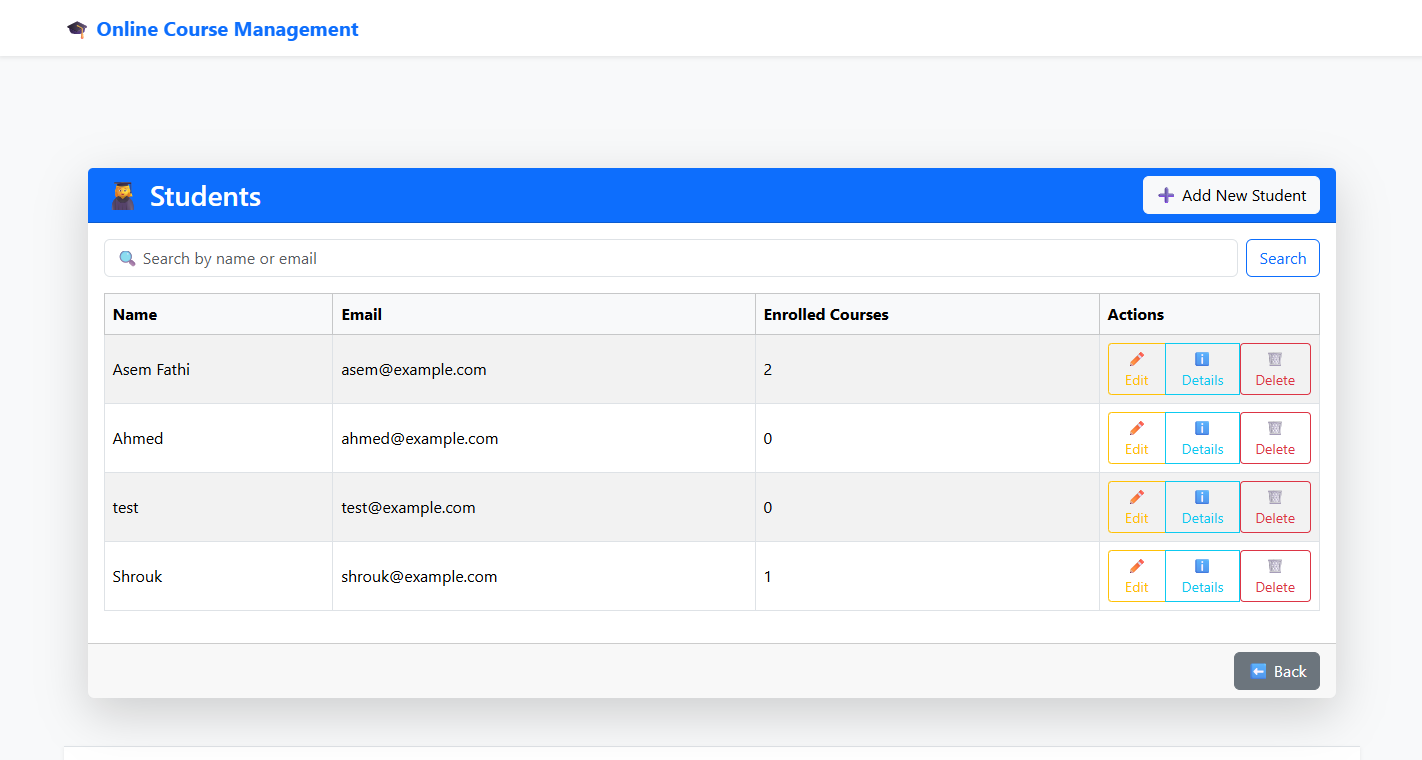 Online Course Management
Students
Add New Student
Search by name or email
Search
Name Email Enrolled Courses Actions
Asem Fathi asem@example.com 2 Edit Details Delete
Ahmed ahmed@example.com 0 Edit Details Delete
test test@example.com 0 Edit Details Delete
Shrouk shrouk@example.com 1 Edit Details Delete
Back